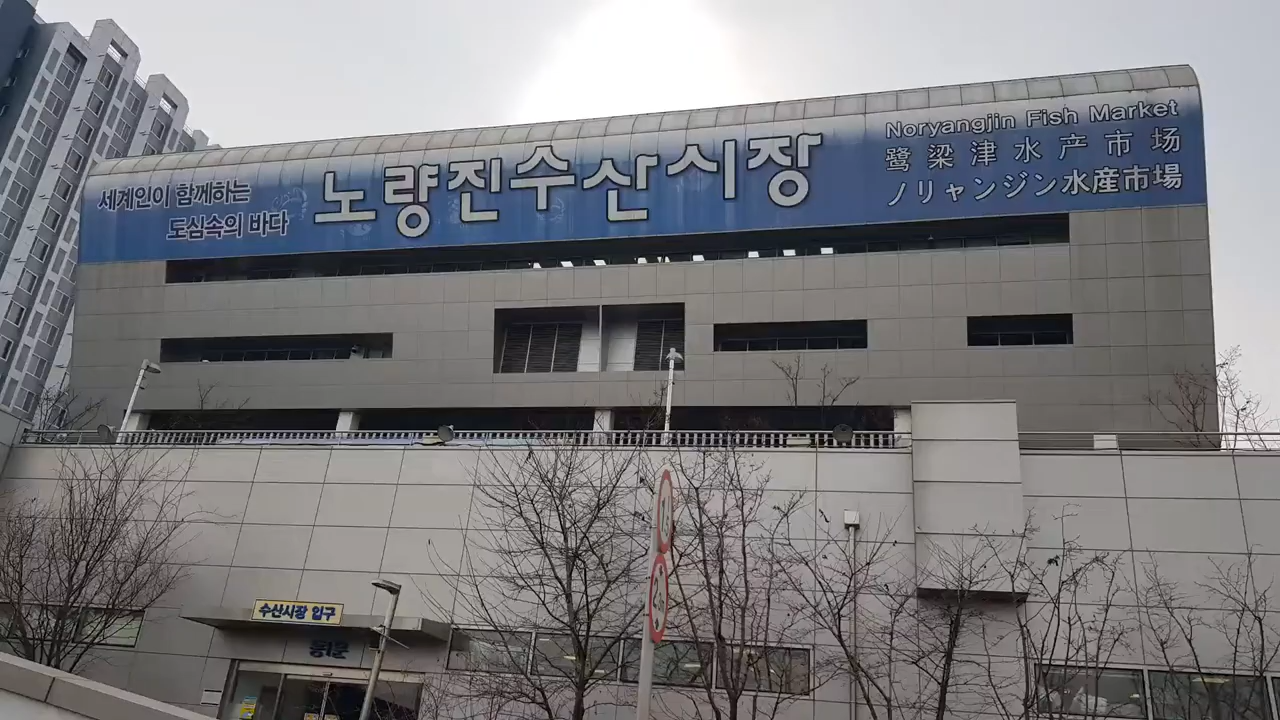 세계인이 함께하는
도심속의 바다
노량진수산시장
Noryangjin Fish Market
鹭梁津水产市场
ノリャンジン水産市場
수산시장 입구